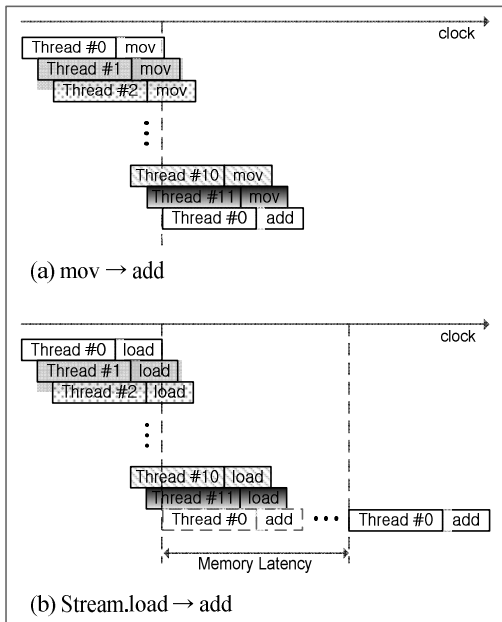 clock
Thread #0 mov
Thread #1 mov
Thread #2 mov
Thread #10 mov
Thread #11 mov
Thread #0 add
(a) mov → add
clock
Thread #0 load
Thread #1 load
Thread #2 load
Thread #10 load
Thread #11 load
Thread #0 add ••• Thread #0 add
Memory Latency
(b) Stream.load → add